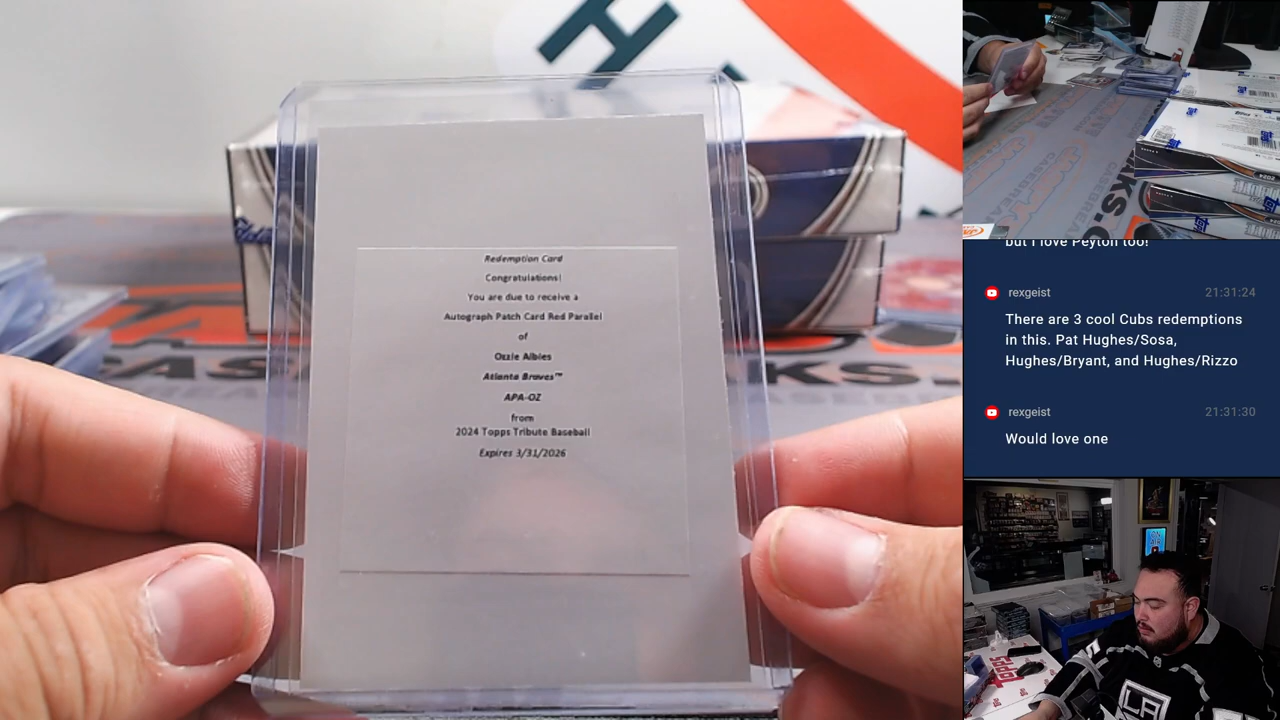 Redemption Card
Congratulations!
You are due to receive a
Autograph Patch Card Red Parallel
of
Ozzie Albies
Atlanta Braves™
APA-OZ
from
2024 Topps Tribute Baseball
Expires 3/31/2026
but I love Peyton too!
rexgeist 21:31:24
There are 3 cool Cubs redemptions
in this. Pat Hughes/Sosa,
Hughes/Bryant, and Hughes/Rizzo
rexgeist 21:31:30
Would love one
LA
topps